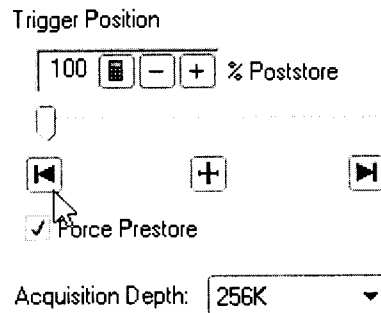 Trigger Position
100 - + % Poststore
Force Prestore
Acquisition Depth: 256K